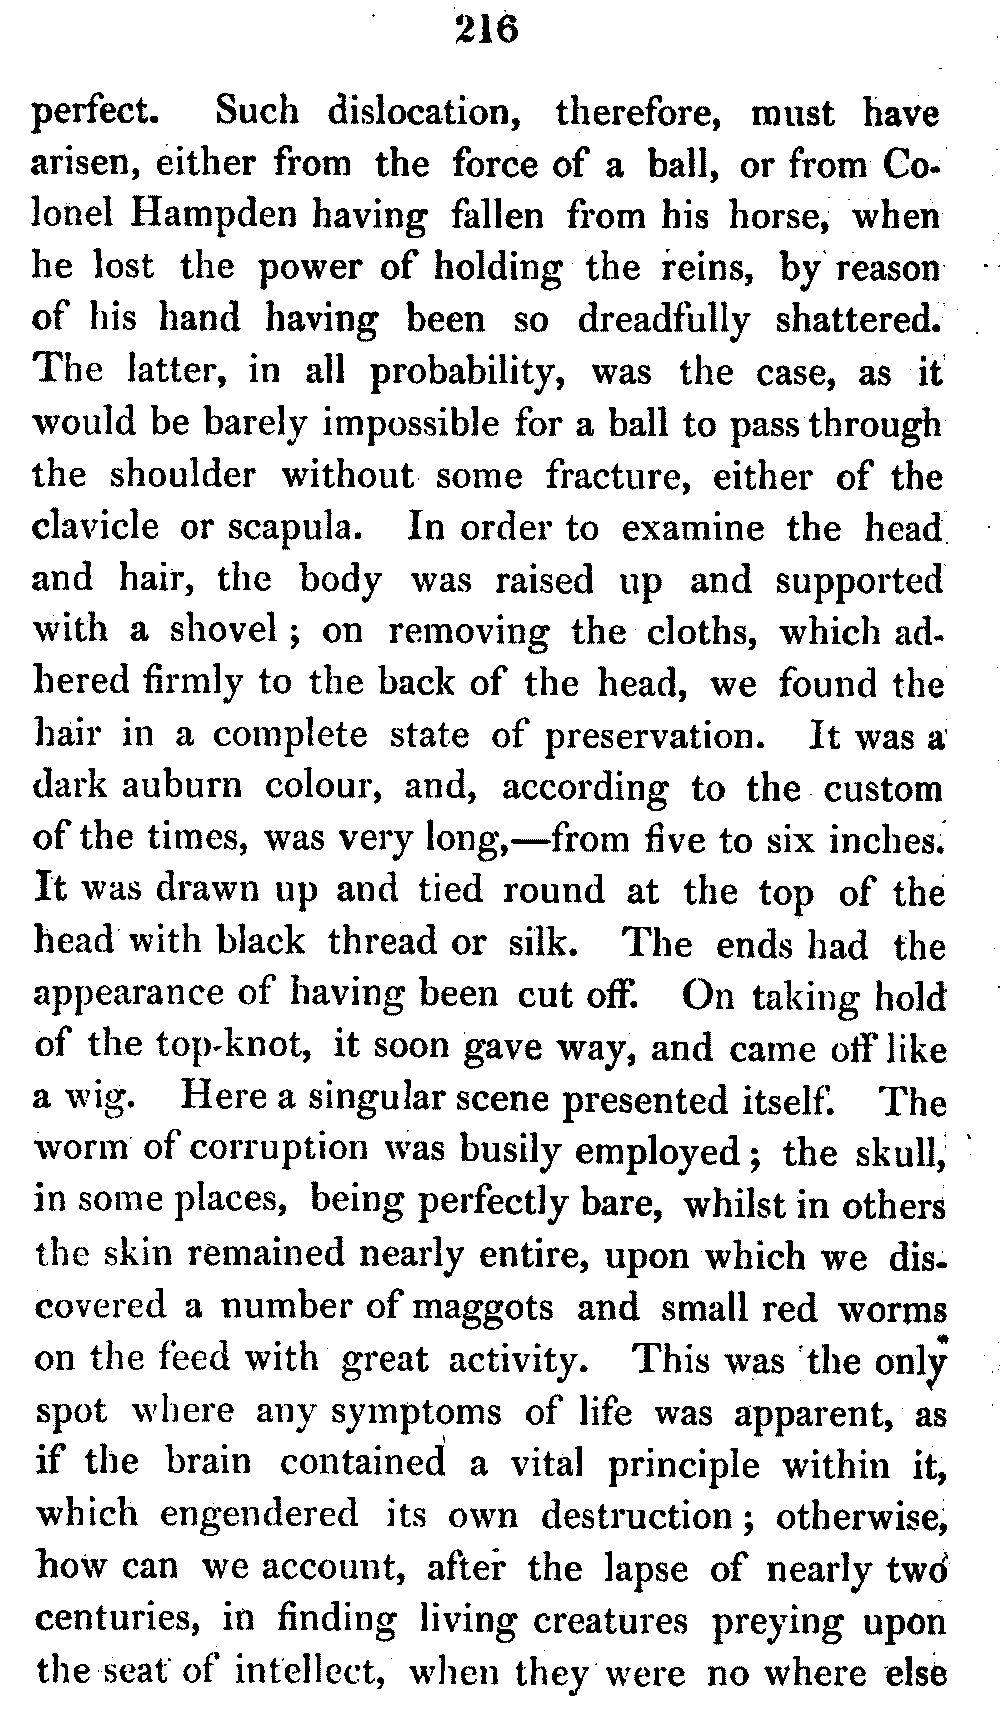 216
perfect. Such dislocation, therefore, must have
arisen, either from the force of a ball, or from Co-
lonel Hampden having fallen from his horse, when
he lost the power of holding the reins, by reason
of his hand having been so dreadfully shattered.
The latter, in all probability, was the case, as it
would be barely impossible for a ball to pass through
the shoulder without some fracture, either of the
clavicle or scapula. In order to examine the head
and hair, the body was raised up and supported
with a shovel ; on removing the cloths, which ad-
hered firmly to the back of the head, we found the
hair in a complete state of preservation. It was a
dark auburn colour, and, according to the custom
of the times, was very long,—from five to six inches.
It was drawn up and tied round at the top of the
head with black thread or silk. The ends had the
appearance of having been cut off. On taking hold
of the top-knot, it soon gave way, and came off like
a wig. Here a singular scene presented itself. The
worm of corruption was busily employed ; the skull,
in some places, being perfectly bare, whilst in others
the skin remained nearly entire, upon which we dis-
covered a number of maggots and small red worms
on the feed with great activity. This was the only
spot where any symptoms of life was apparent, as
if the brain contained a vital principle within it,
which engendered its own destruction ; otherwise,
how can we account, after the lapse of nearly two
centuries, in finding living creatures preying upon
the seat of intellect, when they were no where else